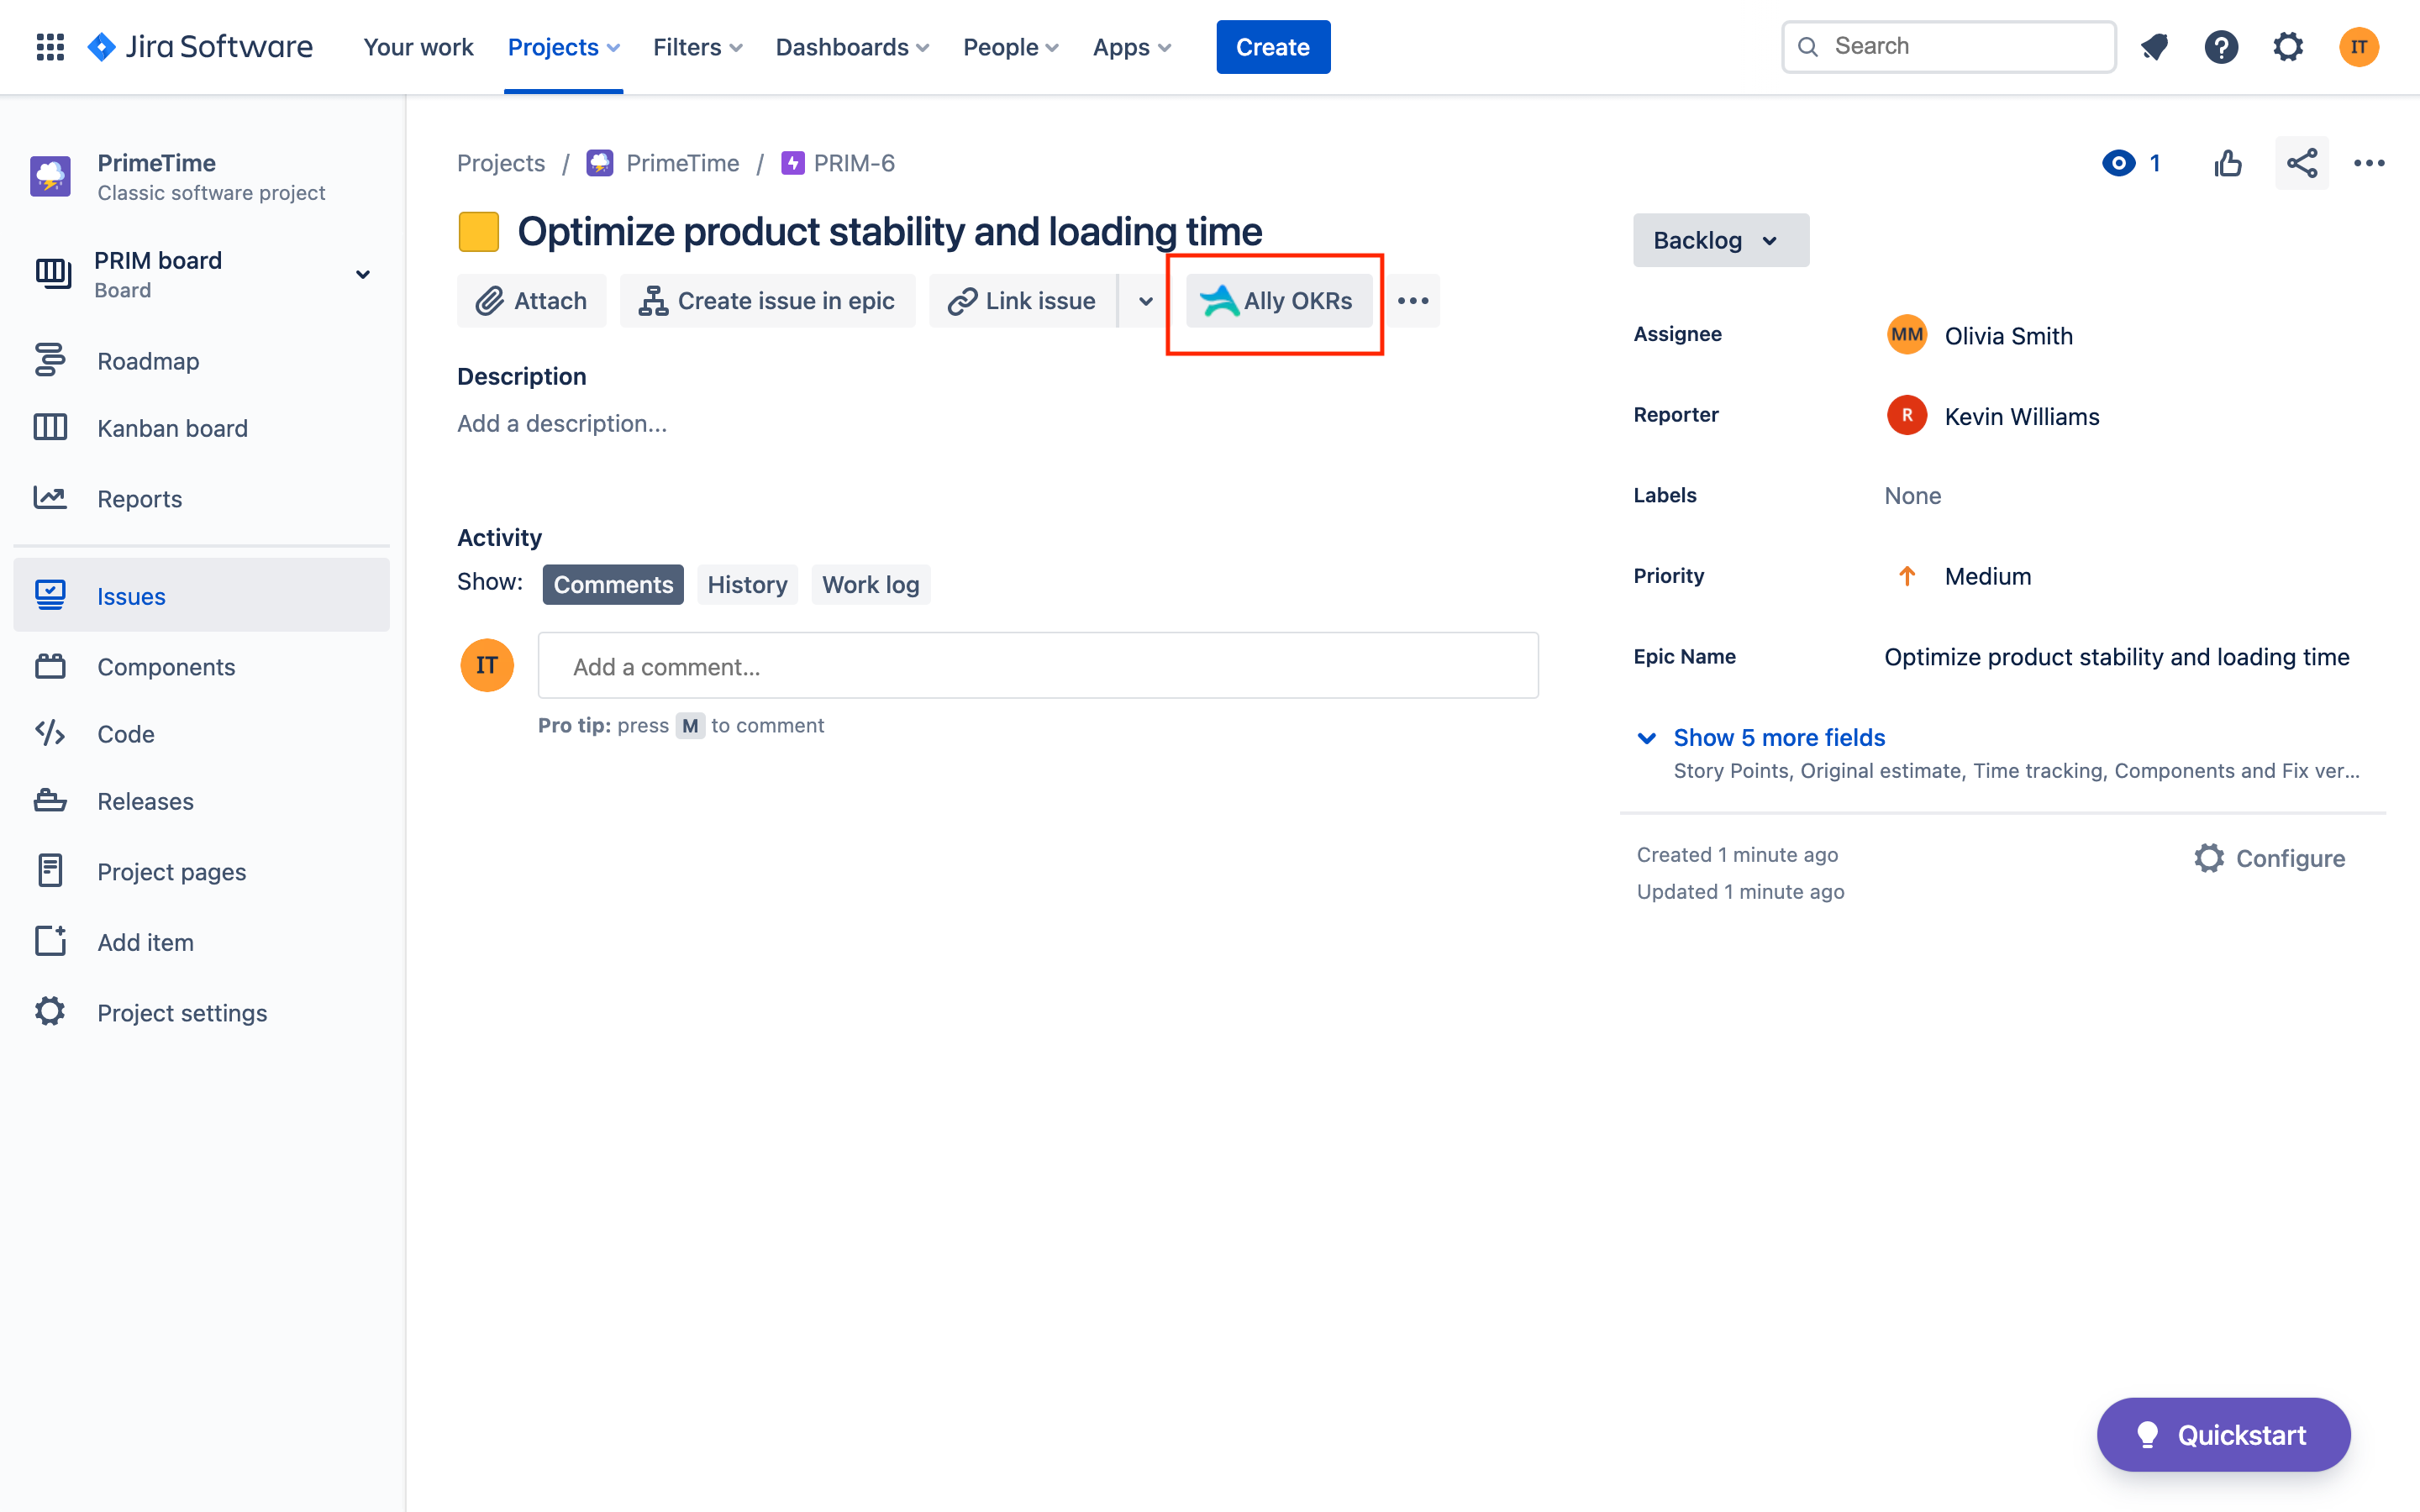 Jira Software
Your work
Projects
Filters
Dashboards
People
Apps
Create
Search
IT
PrimeTime
Classic software project
PRIM board
Board
Roadmap
Kanban board
Reports
Issues
Components
Code
Releases
Project pages
Add item
Project settings
Projects / PrimeTime / PRIM-6
1
Optimize product stability and loading time
Attach
Create issue in epic
Link issue
Ally OKRs
Description
Add a description...
Activity
Show: Comments History Work log
IT
Add a comment...
Pro tip: press M to comment
Backlog
Assignee MM Olivia Smith
Reporter R Kevin Williams
Labels None
Priority Medium
Epic Name Optimize product stability and loading time
Show 5 more fields
Story Points, Original estimate, Time tracking, Components and Fix ver...
Created 1 minute ago
Configure
Updated 1 minute ago
Quickstart